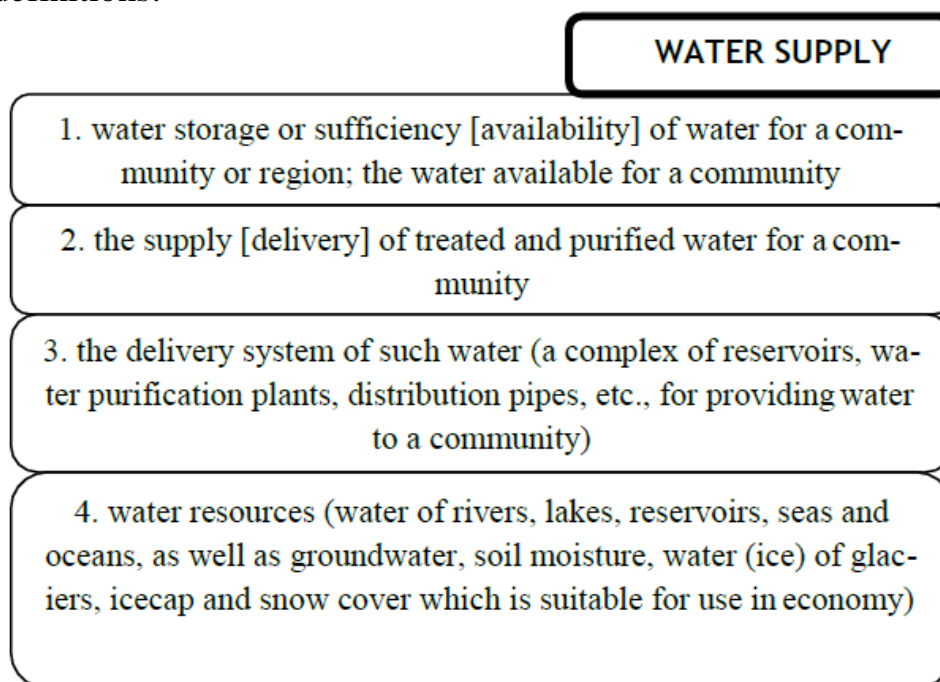 definitions:
WATER SUPPLY
1. water storage or sufficiency [availability] of water for a com-
munity or region; the water available for a community
2. the supply [delivery] of treated and purified water for a com-
munity
3. the delivery system of such water (a complex of reservoirs, wa-
ter purification plants, distribution pipes, etc., for providing water
to a community)
4. water resources (water of rivers, lakes, reservoirs, seas and
oceans, as well as groundwater, soil moisture, water (ice) of glac-
iers, icecap and snow cover which is suitable for use in economy)